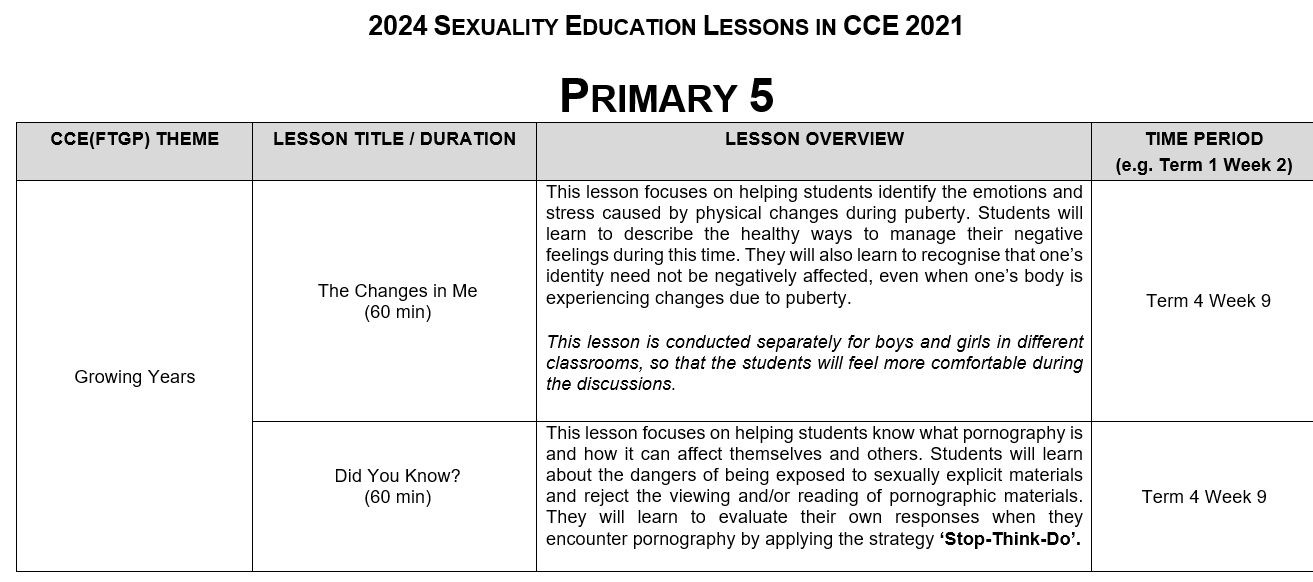 2024 SEXUALITY EDUCATION LESSONS IN CCE 2021
PRIMARY 5
CCE(FTGP) THEME
LESSON TITLE / DURATION
LESSON OVERVIEW
TIME PERIOD
(e.g. Term 1 Week 2)
Growing Years
The Changes in Me
(60 min)
This lesson focuses on helping students identify the emotions and
stress caused by physical changes during puberty. Students will
learn to describe the healthy ways to manage their negative
feelings during this time. They will also learn to recognise that one’s
identity need not be negatively affected, even when one’s body is
experiencing changes due to puberty.
This lesson is conducted separately for boys and girls in different
classrooms, so that the students will feel more comfortable during
the discussions.
Term 4 Week 9
Did You Know?
(60 min)
This lesson focuses on helping students know what pornography is
and how it can affect themselves and others. Students will learn
about the dangers of being exposed to sexually explicit materials
and reject the viewing and/or reading of pornographic materials.
They will learn to evaluate their own responses when they
encounter pornography by applying the strategy ‘Stop-Think-Do’.
Term 4 Week 9